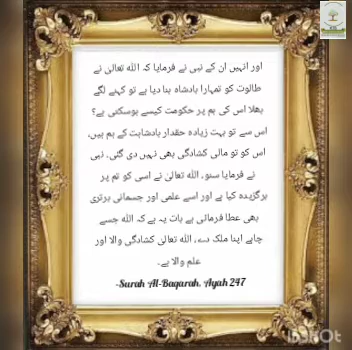 اور انہیں ان کے نبی نے فرمایا کہ اللہ تعالیٰ نے
طالوت کو تمہارا بادشاہ بنا دیا ہے تو کہنے لگے
بھلا اس کی ہم پر حکومت کیسے ہوسکتی ہے؟
اس سے تو بہت زیادہ حقدار بادشاہت کے ہم ہیں،
اس کو تو مالی کشادگی بھی نہیں دی گئی۔ نبی
نے فرمایا سنو، اللہ تعالیٰ نے اسی کو تم پر
برگزیدہ کیا ہے اور اسے علمی اور جسمانی برتری
بھی عطا فرمائی ہے بات یہ ہے کہ اللہ جسے
چاہے اپنا ملک دے، اللہ تعالیٰ کشادگی والا اور
علم والا ہے۔
-Surah Al-Baqarah, Ayah 247